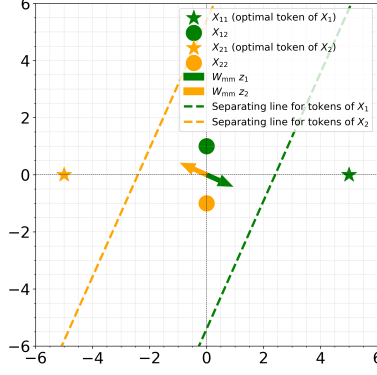 X11 (optimal token of X1)
X12
X21 (optimal token of X2)
X22
Wmm z1
Wmm z2
Separating line for tokens of X1
Separating line for tokens of X2
6
4
2
0
−2
−4
−6
−6 −4 −2 0 2 4 6